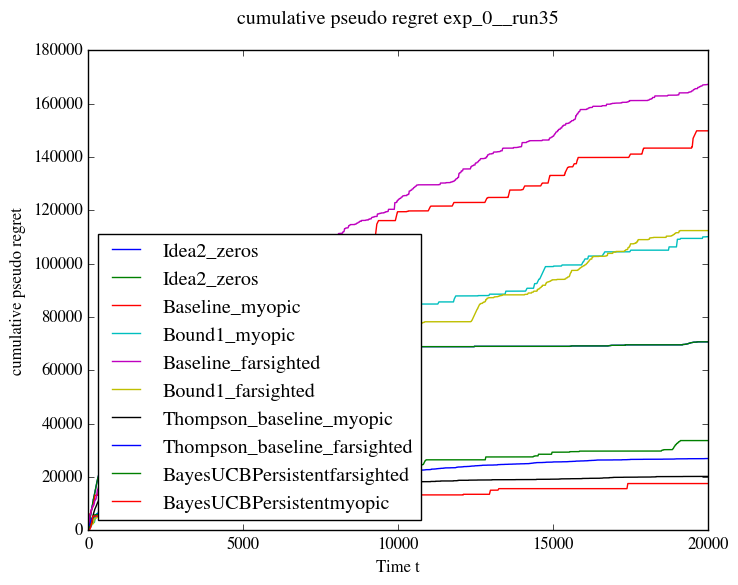 cumulative pseudo regret exp_0__run35
180000
160000
140000
120000
100000
80000
60000
40000
20000
0
cumulative pseudo regret
Idea2_zeros
Idea2_zeros
Baseline_myopic
Bound1_myopic
Baseline_farsighted
Bound1_farsighted
Thompson_baseline_myopic
Thompson_baseline_farsighted
BayesUCBPersistentfarsighted
BayesUCBPersistentmyopic
0 5000 10000 15000 20000
Time t